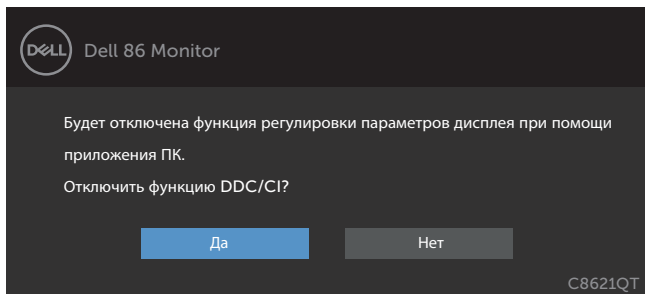 DELL Dell 86 Monitor
Будет отключена функция регулировки параметров дисплея при помощи
приложения ПК.
Отключить функцию DDC/CI?
Да Нет
C8621QT